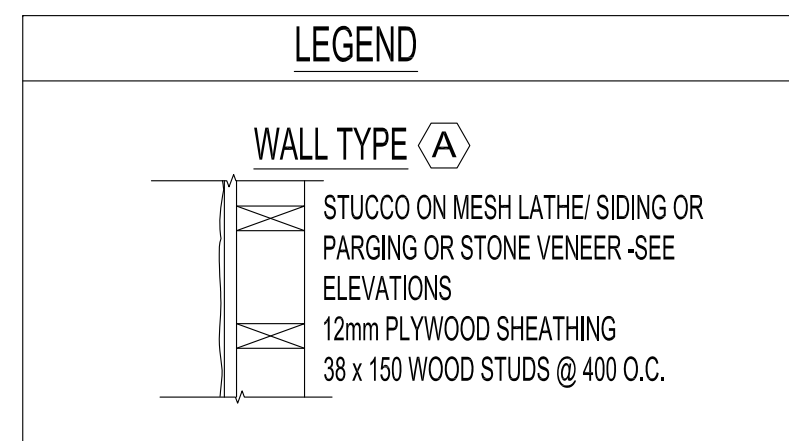 LEGEND
WALL TYPE A
STUCCO ON MESH LATHE/ SIDING OR
PARGING OR STONE VENEER -SEE
ELEVATIONS
12mm PLYWOOD SHEATHING
38 x 150 WOOD STUDS @ 400 O.C.